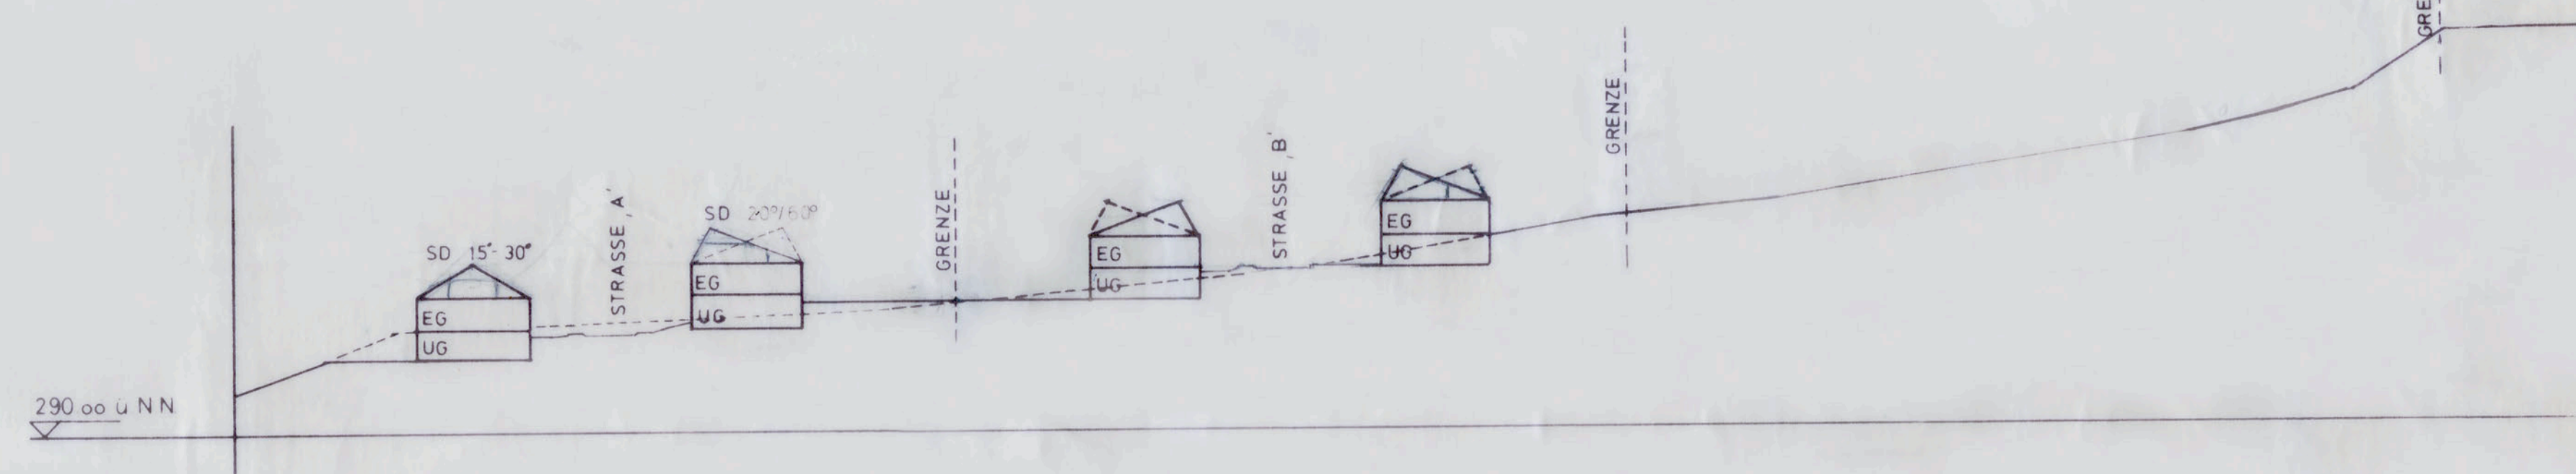 290 oo ü N N
SD 15°- 30°
EG
UG
STRASSE ‚A'
SD 20°/60°
EG
UG
GRENZE
EG
UG
STRASSE ‚B'
EG
UG
GRENZE
GRE